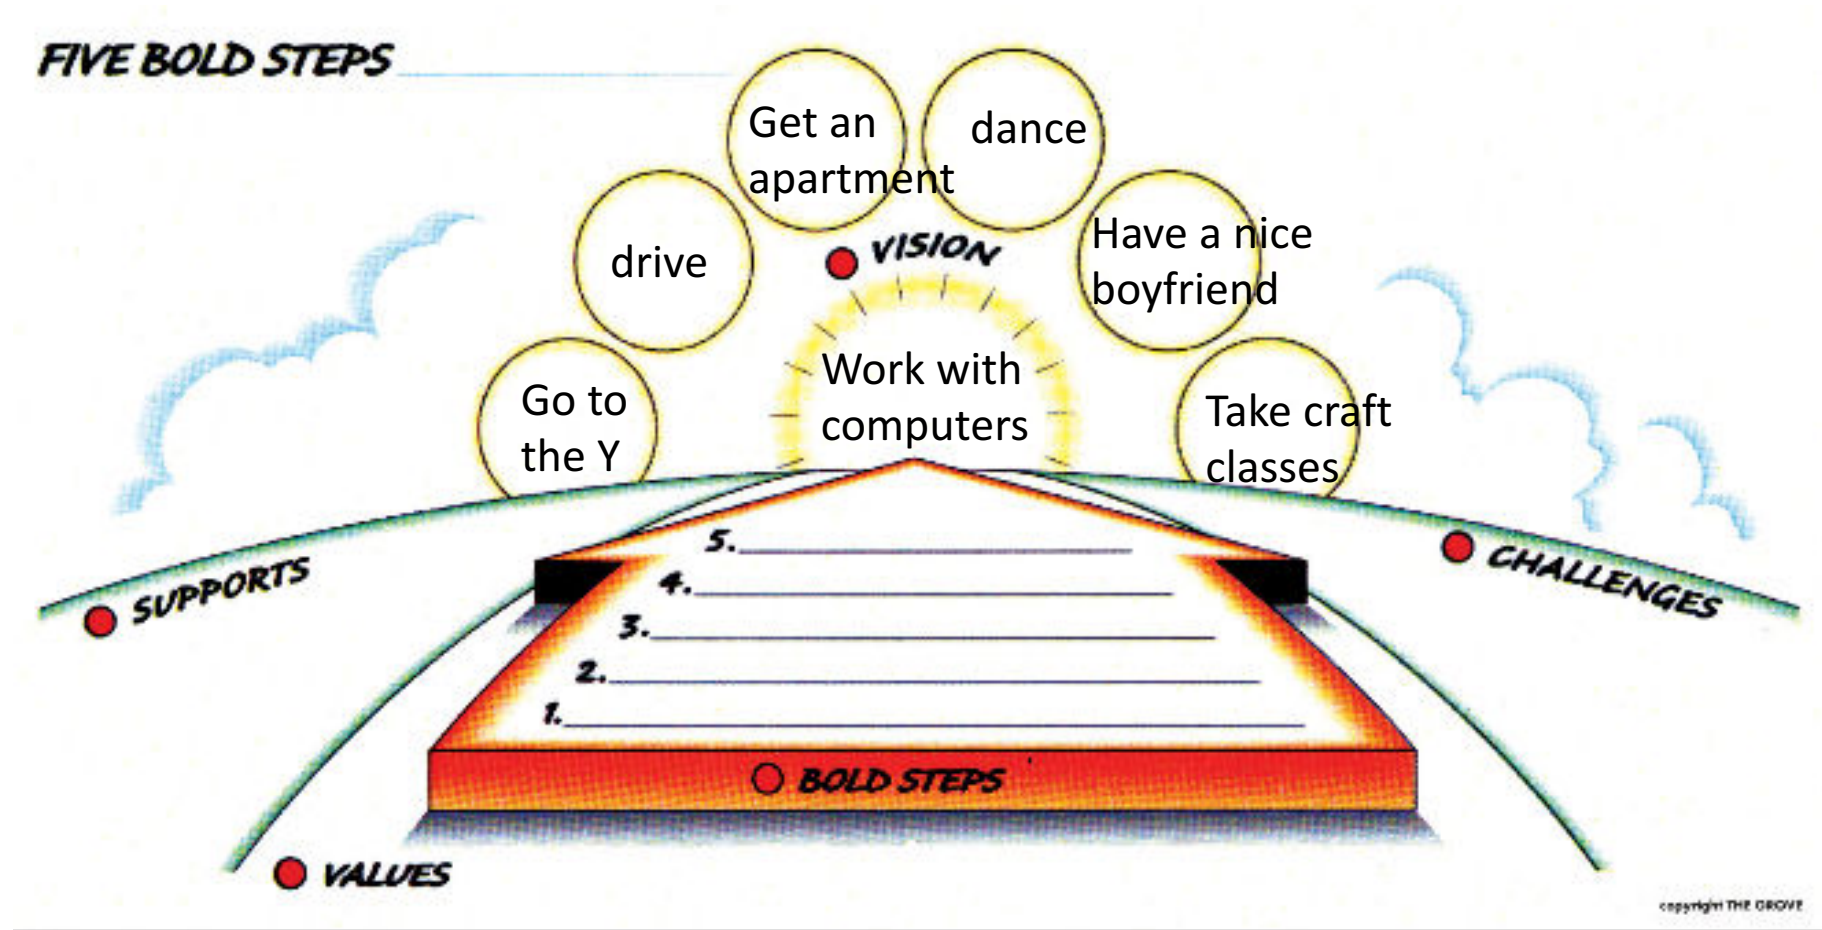 FIVE BOLD STEPS
Get an
apartment
dance
drive
Have a nice
boyfriend
VISION
Go to
the Y
Work with
computers
Take craft
classes
SUPPORTS
CHALLENGES
5.
4.
3.
2.
1.
BOLD STEPS
VALUES
copyright THE GROVE